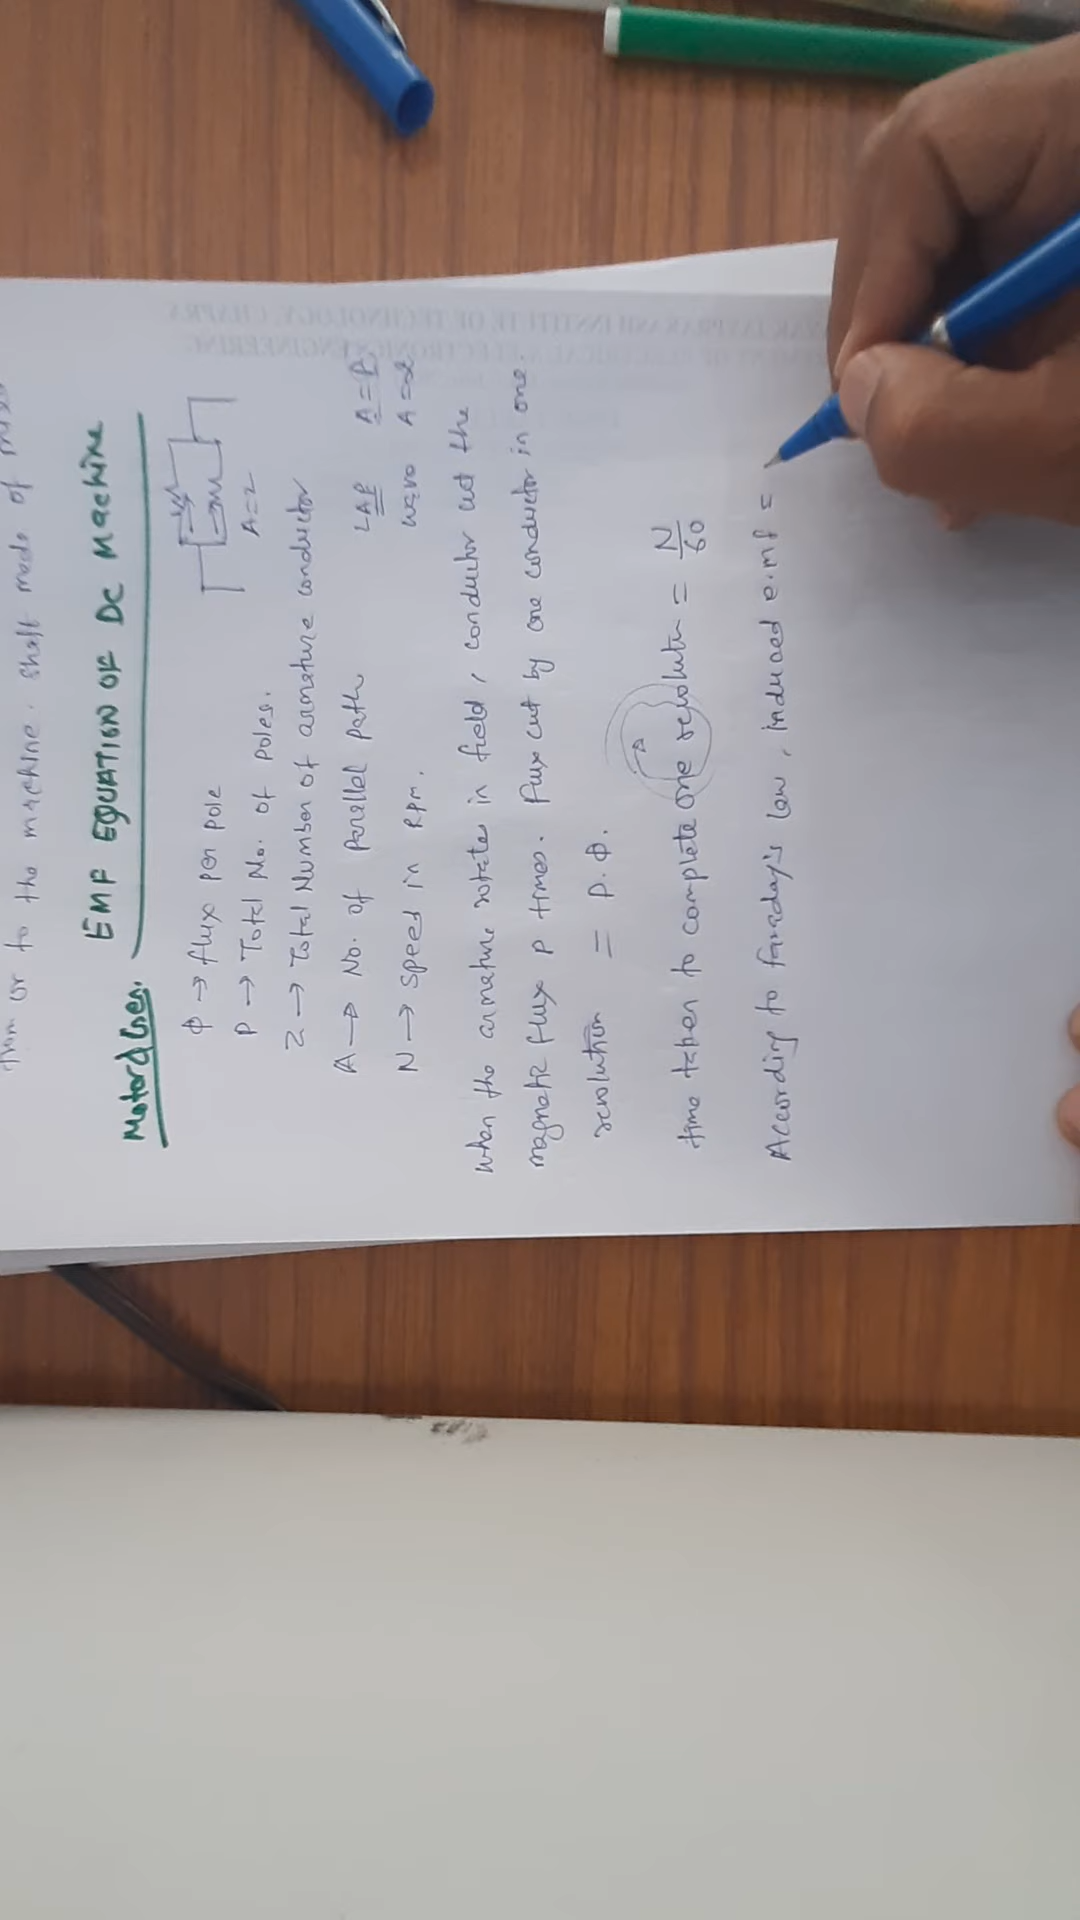 from or to the machine. Shaft made of
Motor & Gen. EMF EQUATION OF DC MACHINE
Φ → flux per pole
P → Total No. of poles.
A=2
Z → Total Number of armature conductor
A → No. of Parallel path
LAP A=P
wave A=2
N → Speed in Rpm.
when the armature rotates in field, conductor cut the
magnetic flux P times. Flux cut by one conductor in one
revolution = P.Φ.
time taken to complete one revolution = N/60
According to faraday's law, induced e.m.f =